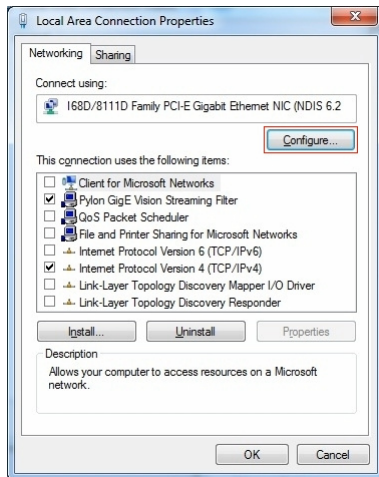 Local Area Connection Properties
Networking
Sharing
Connect using:
168D/8111D Family PCI-E Gigabit Ethernet NIC (NDIS 6.2
Configure...
This connection uses the following items:
Client for Microsoft Networks
Pylon GigE Vision Streaming Filter
QoS Packet Scheduler
File and Printer Sharing for Microsoft Networks
Internet Protocol Version 6 (TCP/IPv6)
Internet Protocol Version 4 (TCP/IPv4)
Link-Layer Topology Discovery Mapper I/O Driver
Link-Layer Topology Discovery Responder
Install...
Uninstall
Properties
Description
Allows your computer to access resources on a Microsoft
network.
OK
Cancel